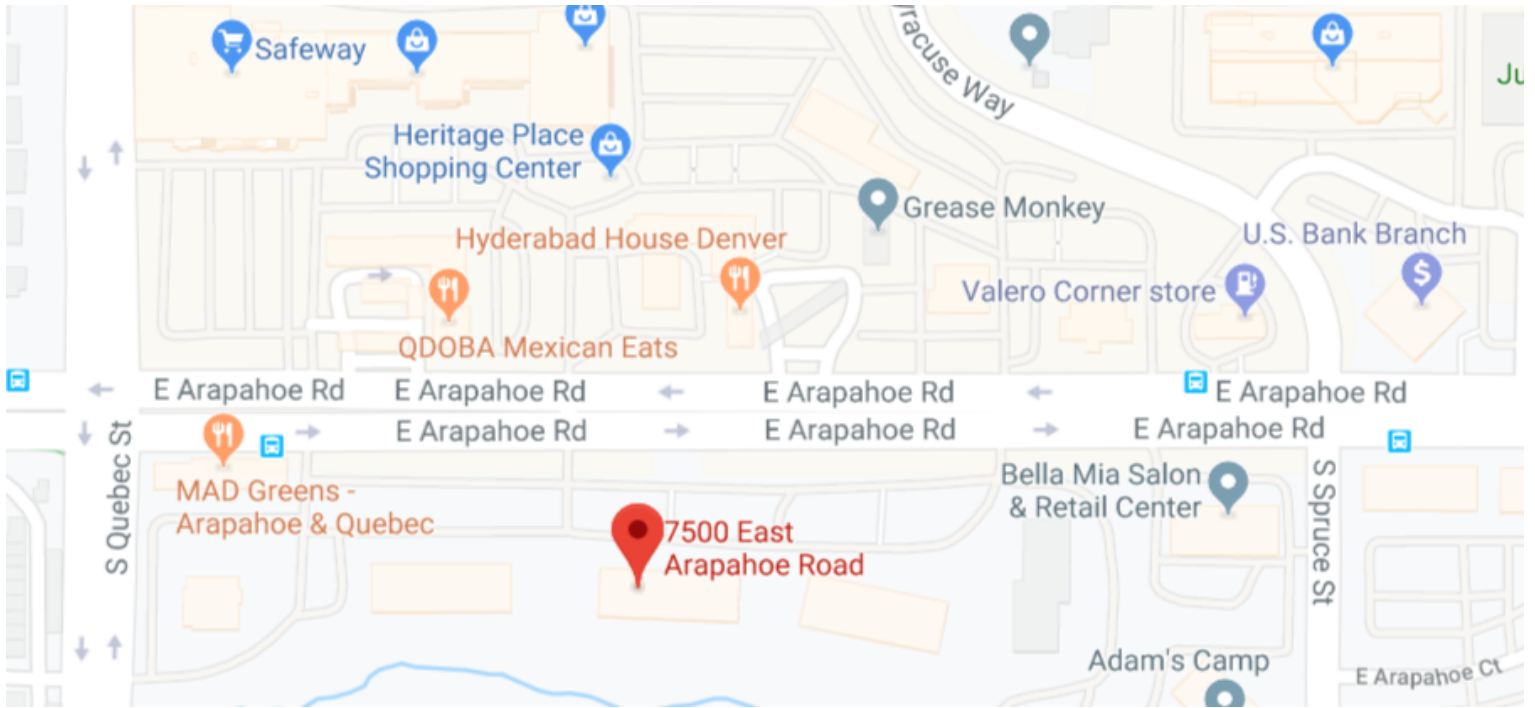 Safeway
Syracuse Way
Ju
Heritage Place
Shopping Center
Grease Monkey
Hyderabad House Denver
U.S. Bank Branch
Valero Corner store
QDOBA Mexican Eats
E Arapahoe Rd
E Arapahoe Rd
E Arapahoe Rd
E Arapahoe Rd
E Arapahoe Rd
E Arapahoe Rd
E Arapahoe Rd
S Quebec St
MAD Greens -
Arapahoe & Quebec
Bella Mia Salon
& Retail Center
S Spruce St
7500 East
Arapahoe Road
Adam's Camp
E Arapahoe Ct